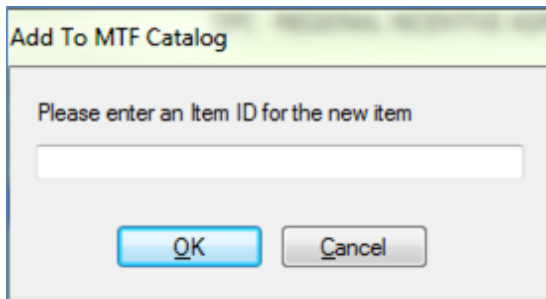 Add To MTF Catalog
Please enter an Item ID for the new item
OK
Cancel